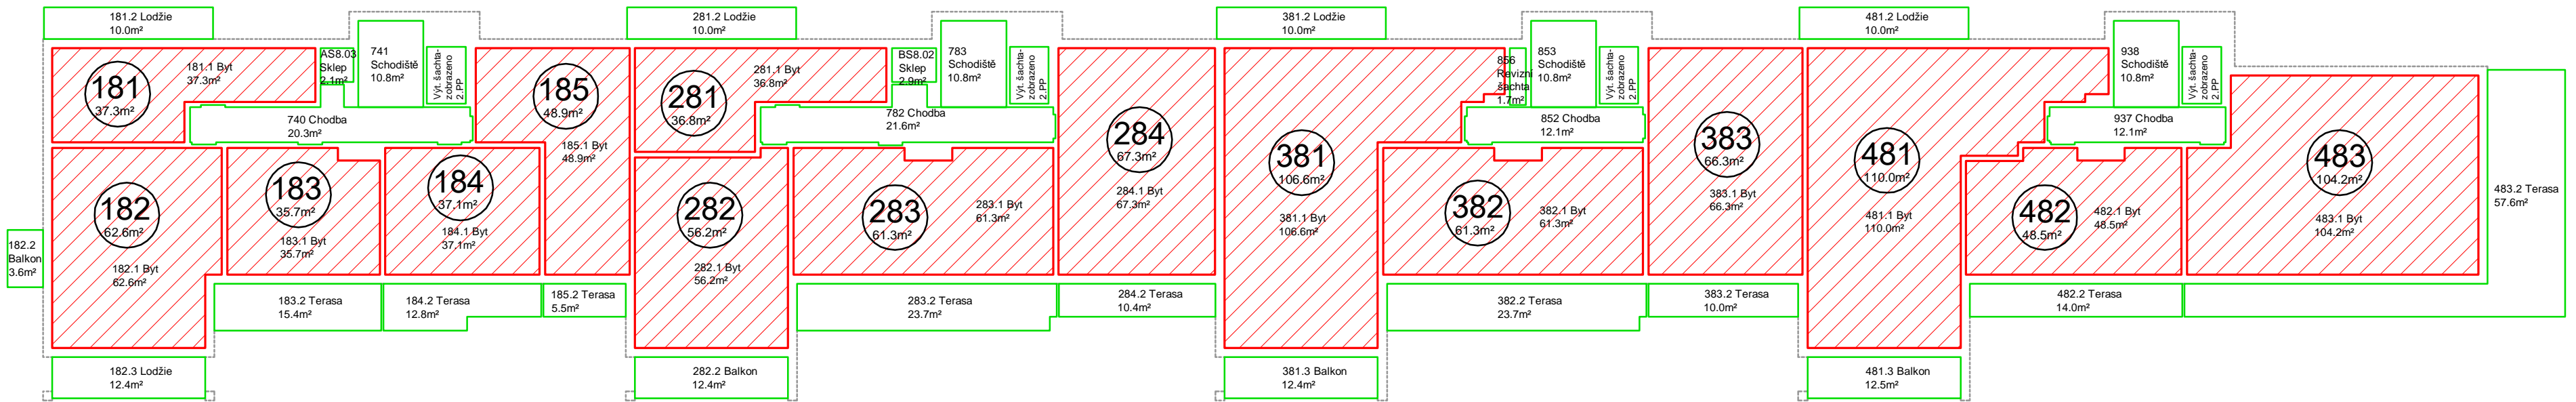 181.2 Lodžie
10.0m²
281.2 Lodžie
10.0m²
381.2 Lodžie
10.0m²
481.2 Lodžie
10.0m²
181
37.3m²
181.1 Byt
37.3m²
AS8.03
Sklep
2.1m²
741
Schodiště
10.8m²
Výt. šachta-
zobrazeno
2.PP
740 Chodba
20.3m²
185
48.9m²
185.1 Byt
48.9m²
281
36.8m²
281.1 Byt
36.8m²
BS8.02
Sklep
2.9m²
783
Schodiště
10.8m²
Výt. šachta-
zobrazeno
2.PP
782 Chodba
21.6m²
284
67.3m²
284.1 Byt
67.3m²
381
106.6m²
381.1 Byt
106.6m²
856
Revizní
šachta
1.7m²
853
Schodiště
10.8m²
Výt. šachta-
zobrazeno
2.PP
852 Chodba
12.1m²
383
66.3m²
383.1 Byt
66.3m²
481
110.0m²
481.1 Byt
110.0m²
938
Schodiště
10.8m²
Výt. šachta-
zobrazeno
2.PP
937 Chodba
12.1m²
483
104.2m²
483.1 Byt
104.2m²
483.2 Terasa
57.6m²
182.2
Balkon
3.6m²
182
62.6m²
182.1 Byt
62.6m²
183
35.7m²
183.1 Byt
35.7m²
184
37.1m²
184.1 Byt
37.1m²
282
56.2m²
282.1 Byt
56.2m²
283
61.3m²
283.1 Byt
61.3m²
382
61.3m²
382.1 Byt
61.3m²
482
48.5m²
482.1 Byt
48.5m²
183.2 Terasa
15.4m²
184.2 Terasa
12.8m²
185.2 Terasa
5.5m²
283.2 Terasa
23.7m²
284.2 Terasa
10.4m²
382.2 Terasa
23.7m²
383.2 Terasa
10.0m²
482.2 Terasa
14.0m²
182.3 Lodžie
12.4m²
282.2 Balkon
12.4m²
381.3 Balkon
12.4m²
481.3 Balkon
12.5m²